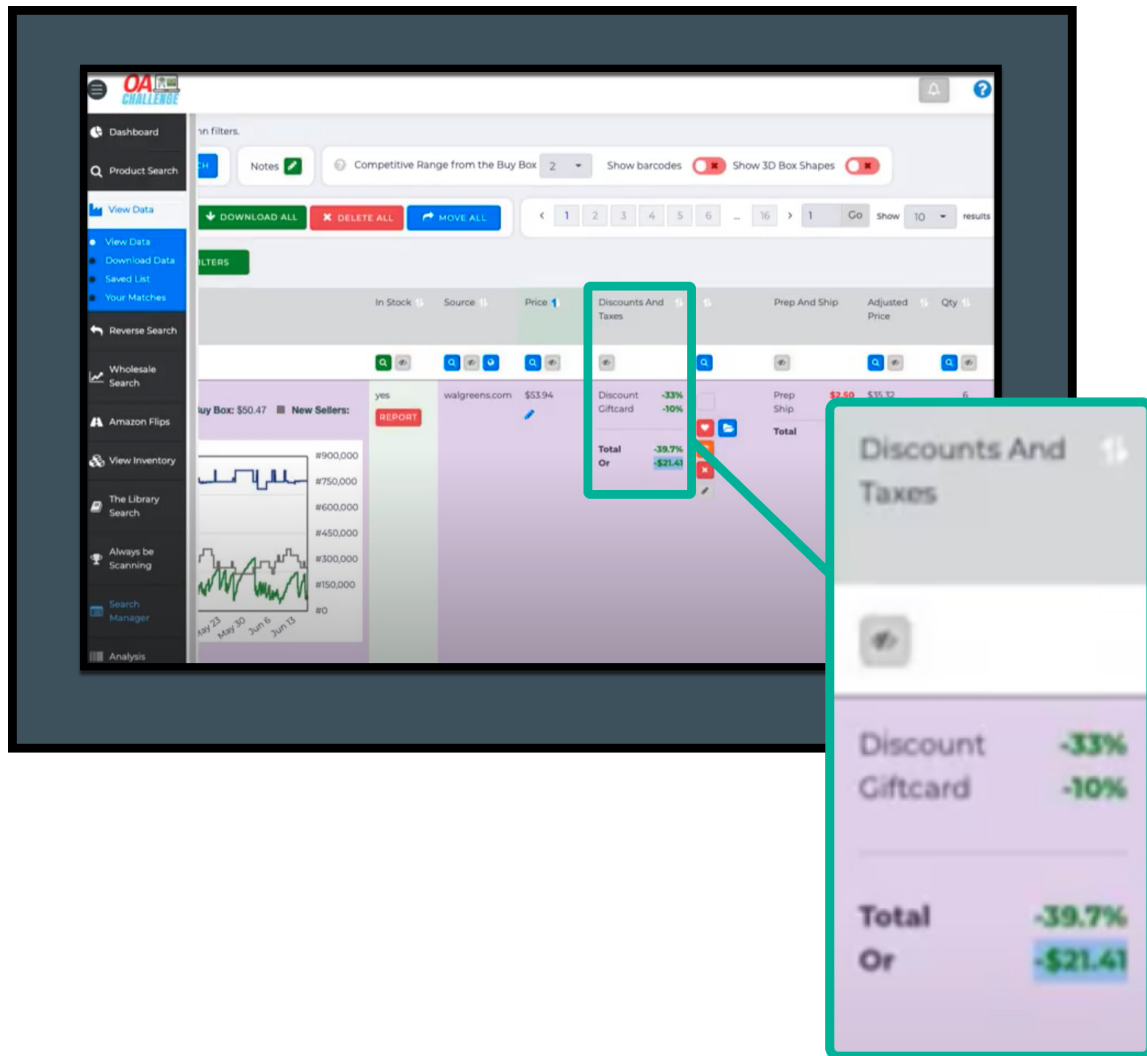 OA
CHALLENGE
Dashboard
Product Search
View Data
View Data
Download Data
Saved List
Your Matches
Reverse Search
Wholesale
Search
Amazon Flips
View Inventory
The Library
Search
Always be
Scanning
Search
Manager
Analysis
nn filters.
CH
Notes
Competitive Range from the Buy Box 2
Show barcodes
Show 3D Box Shapes
DOWNLOAD ALL
DELETE ALL
MOVE ALL
1 2 3 4 5 6 ... 16 1 Go Show 10 results
ILTERS
In Stock
Source
Price
Discounts And
Taxes
Prep And Ship
Adjusted
Price
Qty
Buy Box: $50.47 New Sellers:
yes
REPORT
walgreens.com
$53.94
Discount -33%
Giftcard -10%
Total -39.7%
Or -$21.41
Prep $2.50
Ship
Total
$35.32
6
#900,000
#750,000
#600,000
#450,000
#300,000
#150,000
#0
May 23
May 30
Jun 6
Jun 13
Discounts And
Taxes
Discount -33%
Giftcard -10%
Total -39.7%
Or -$21.41